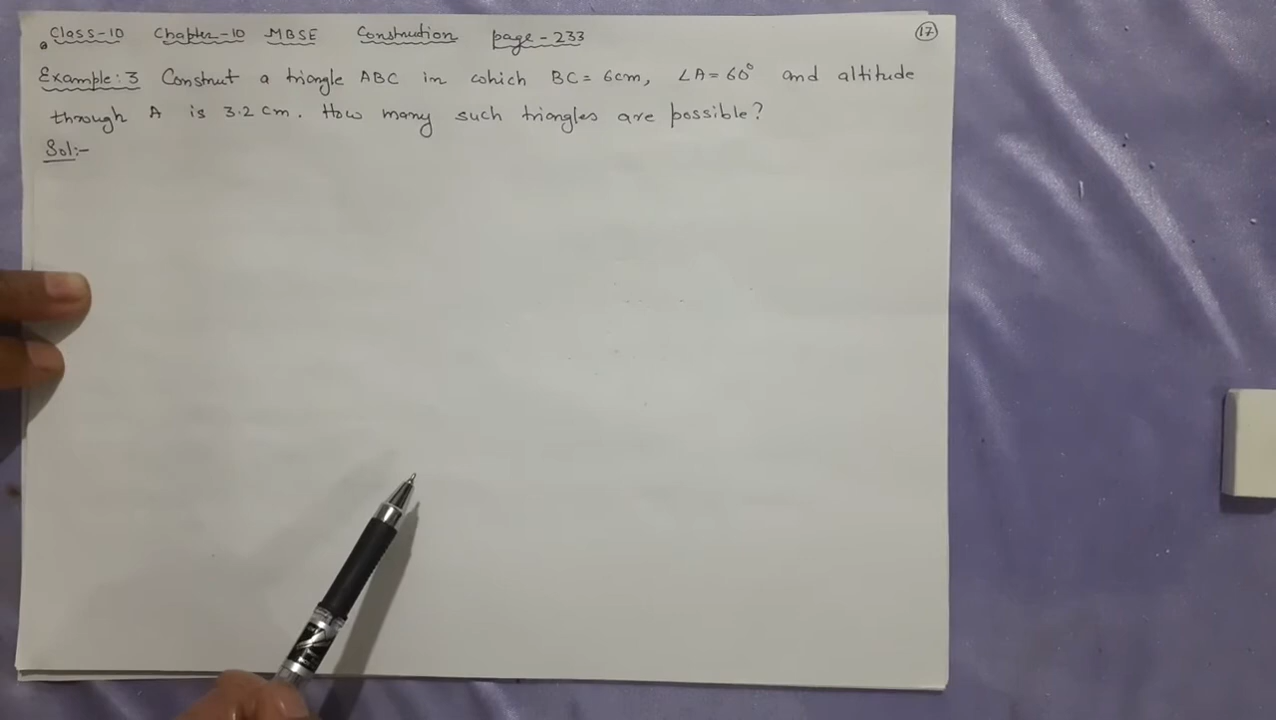 Class-10 Chapter-10 MBSE Construction page-233
17
Example: 3 Construct a triangle ABC in which BC = 6cm, ∠A = 60° and altitude
through A is 3.2 cm. How many such triangles are possible?
Sol:-